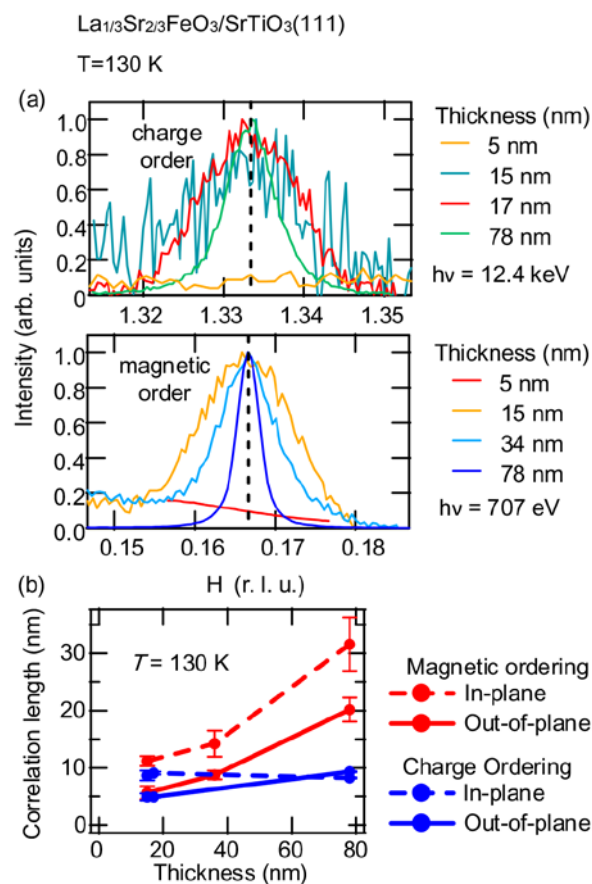 La1/3Sr2/3FeO3/SrTiO3(111)
T=130 K
(a)
charge order
1.0
0.8
0.6
0.4
0.2
0
1.32 1.33 1.34 1.35
Thickness (nm)
5 nm
15 nm
17 nm
78 nm
hν = 12.4 keV
Intensity (arb. units)
magnetic order
1.0
0.8
0.6
0.4
0.2
0.0
0.15 0.16 0.17 0.18
H (r. l. u.)
Thickness (nm)
5 nm
15 nm
34 nm
78 nm
hν = 707 eV
(b)
T = 130 K
Correlation length (nm)
30
20
10
0
0 20 40 60 80
Thickness (nm)
Magnetic ordering
In-plane
Out-of-plane
Charge Ordering
In-plane
Out-of-plane